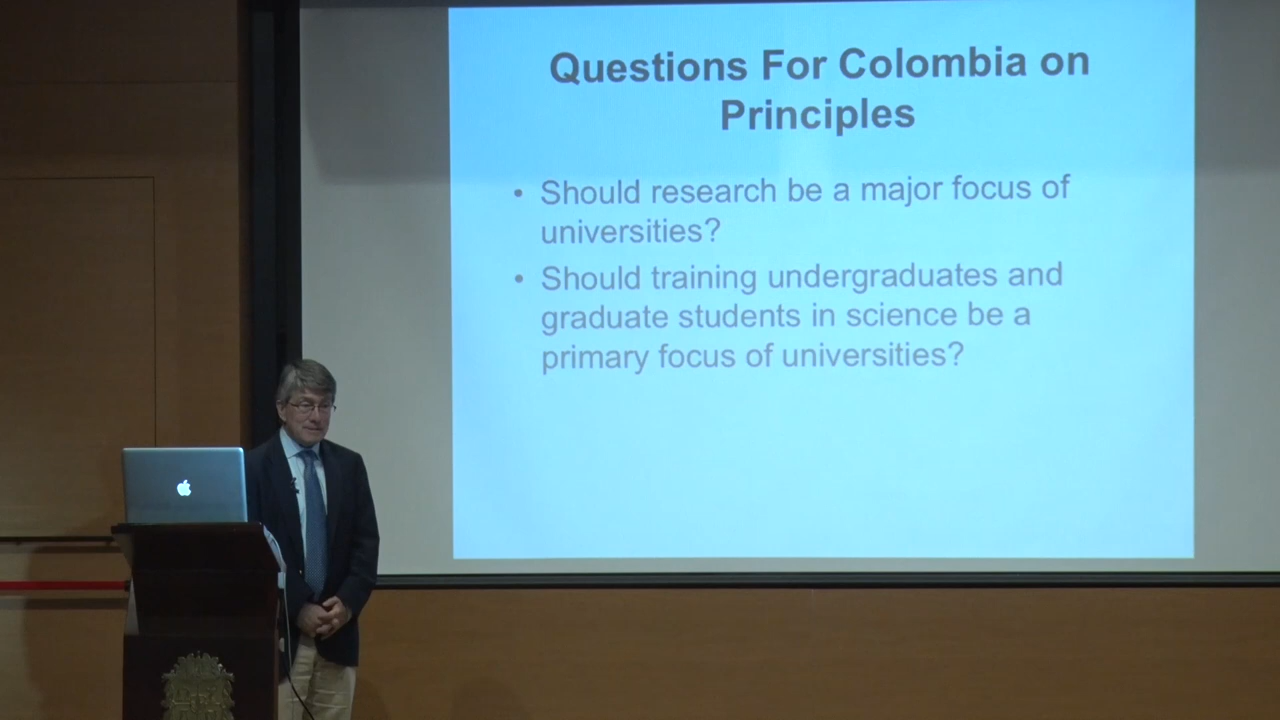 Questions For Colombia on
Principles
• Should research be a major focus of
universities?
• Should training undergraduates and
graduate students in science be a
primary focus of universities?